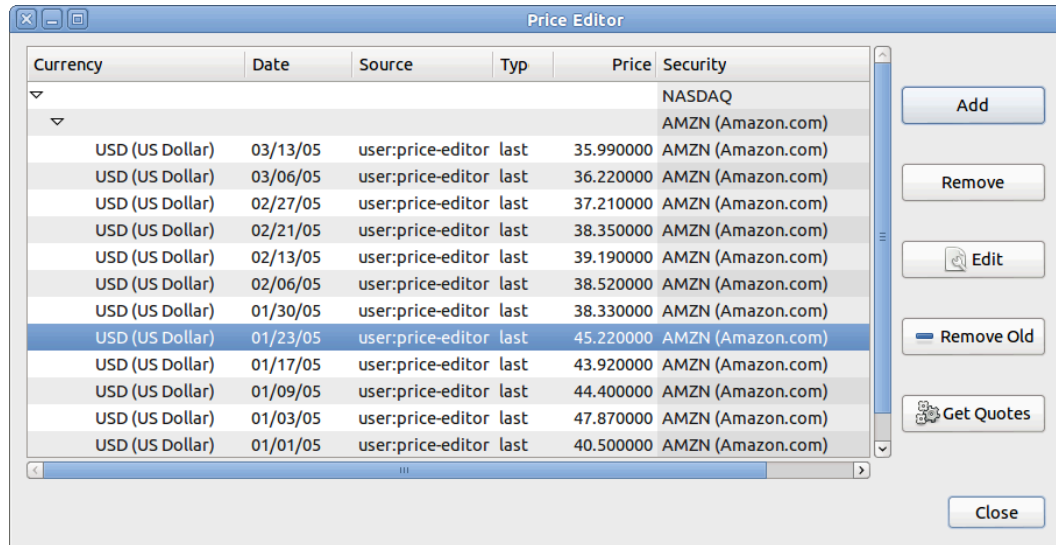 Price Editor
Currency Date Source Typ Price Security
NASDAQ
AMZN (Amazon.com)
USD (US Dollar) 03/13/05 user:price-editor last 35.990000 AMZN (Amazon.com)
USD (US Dollar) 03/06/05 user:price-editor last 36.220000 AMZN (Amazon.com)
USD (US Dollar) 02/27/05 user:price-editor last 37.210000 AMZN (Amazon.com)
USD (US Dollar) 02/21/05 user:price-editor last 38.350000 AMZN (Amazon.com)
USD (US Dollar) 02/13/05 user:price-editor last 39.190000 AMZN (Amazon.com)
USD (US Dollar) 02/06/05 user:price-editor last 38.520000 AMZN (Amazon.com)
USD (US Dollar) 01/30/05 user:price-editor last 38.330000 AMZN (Amazon.com)
USD (US Dollar) 01/23/05 user:price-editor last 45.220000 AMZN (Amazon.com)
USD (US Dollar) 01/17/05 user:price-editor last 43.920000 AMZN (Amazon.com)
USD (US Dollar) 01/09/05 user:price-editor last 44.400000 AMZN (Amazon.com)
USD (US Dollar) 01/03/05 user:price-editor last 47.870000 AMZN (Amazon.com)
USD (US Dollar) 01/01/05 user:price-editor last 40.500000 AMZN (Amazon.com)
Add
Remove
Edit
Remove Old
Get Quotes
Close